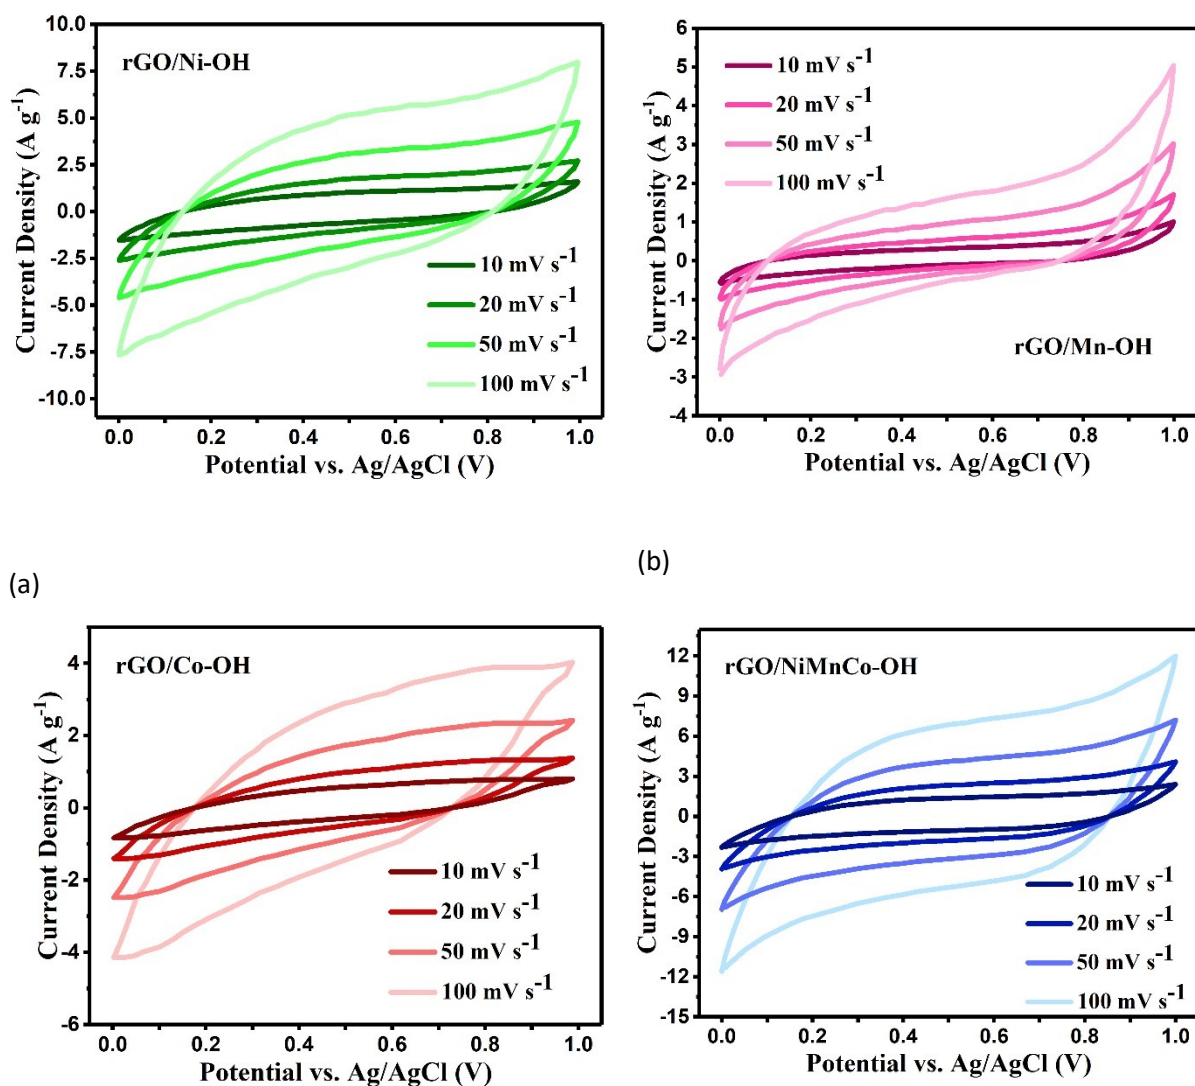 rGO/Ni-OH
10.0
7.5
5.0
2.5
0.0
-2.5
-5.0
-7.5
-10.0
Current Density (A g-1)
10 mV s-1
20 mV s-1
50 mV s-1
100 mV s-1
0.0 0.2 0.4 0.6 0.8 1.0
Potential vs. Ag/AgCl (V)
6
5
4
3
2
1
0
-1
-2
-3
-4
Current Density (A g-1)
10 mV s-1
20 mV s-1
50 mV s-1
100 mV s-1
rGO/Mn-OH
0.0 0.2 0.4 0.6 0.8 1.0
Potential vs. Ag/AgCl (V)
(a)
(b)
rGO/Co-OH
4
2
0
-2
-4
-6
Current Density (A g-1)
10 mV s-1
20 mV s-1
50 mV s-1
100 mV s-1
0.0 0.2 0.4 0.6 0.8 1.0
Potential vs. Ag/AgCl (V)
rGO/NiMnCo-OH
12
9
6
3
0
-3
-6
-9
-12
-15
Current Density (A g-1)
10 mV s-1
20 mV s-1
50 mV s-1
100 mV s-1
0.0 0.2 0.4 0.6 0.8 1.0
Potential vs. Ag/AgCl (V)